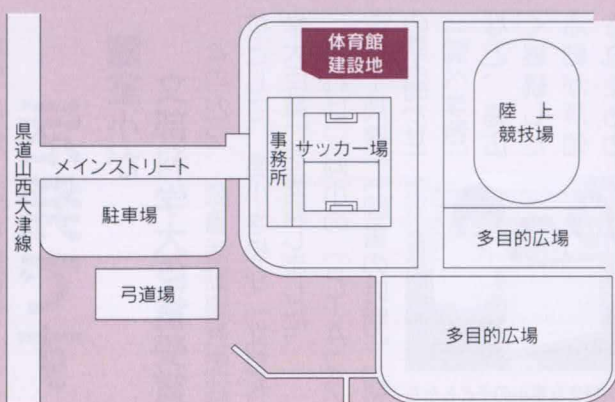 体育館
建設地
陸上
競技場
事務所
サッカー場
県道山西大津線
メインストリート
駐車場
多目的広場
弓道場
多目的広場